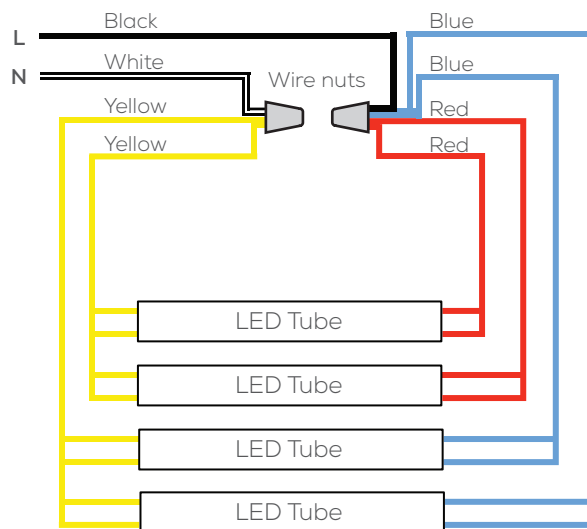 Black Blue
L
White Blue
N
Wire nuts
Yellow Red
Yellow Red
LED Tube
LED Tube
LED Tube
LED Tube